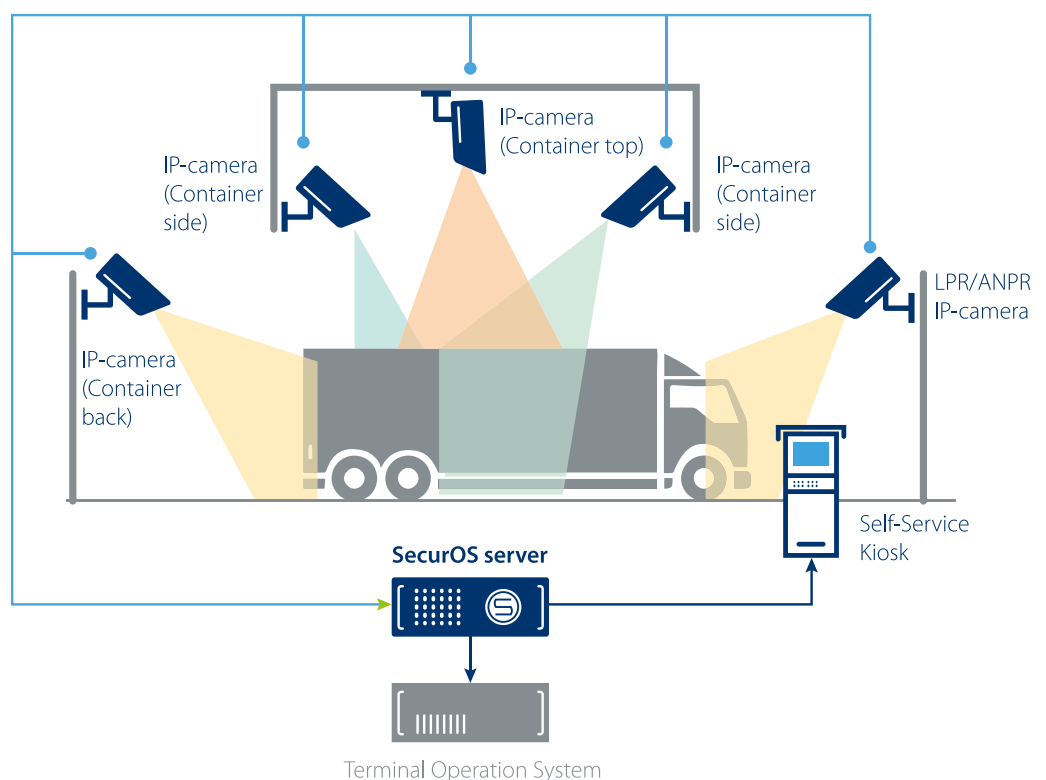 IP-camera
(Container top)
IP-camera
(Container
side)
IP-camera
(Container
side)
LPR/ANPR
IP-camera
IP-camera
(Container
back)
Self-Service
Kiosk
SecurOS server
S
Terminal Operation System